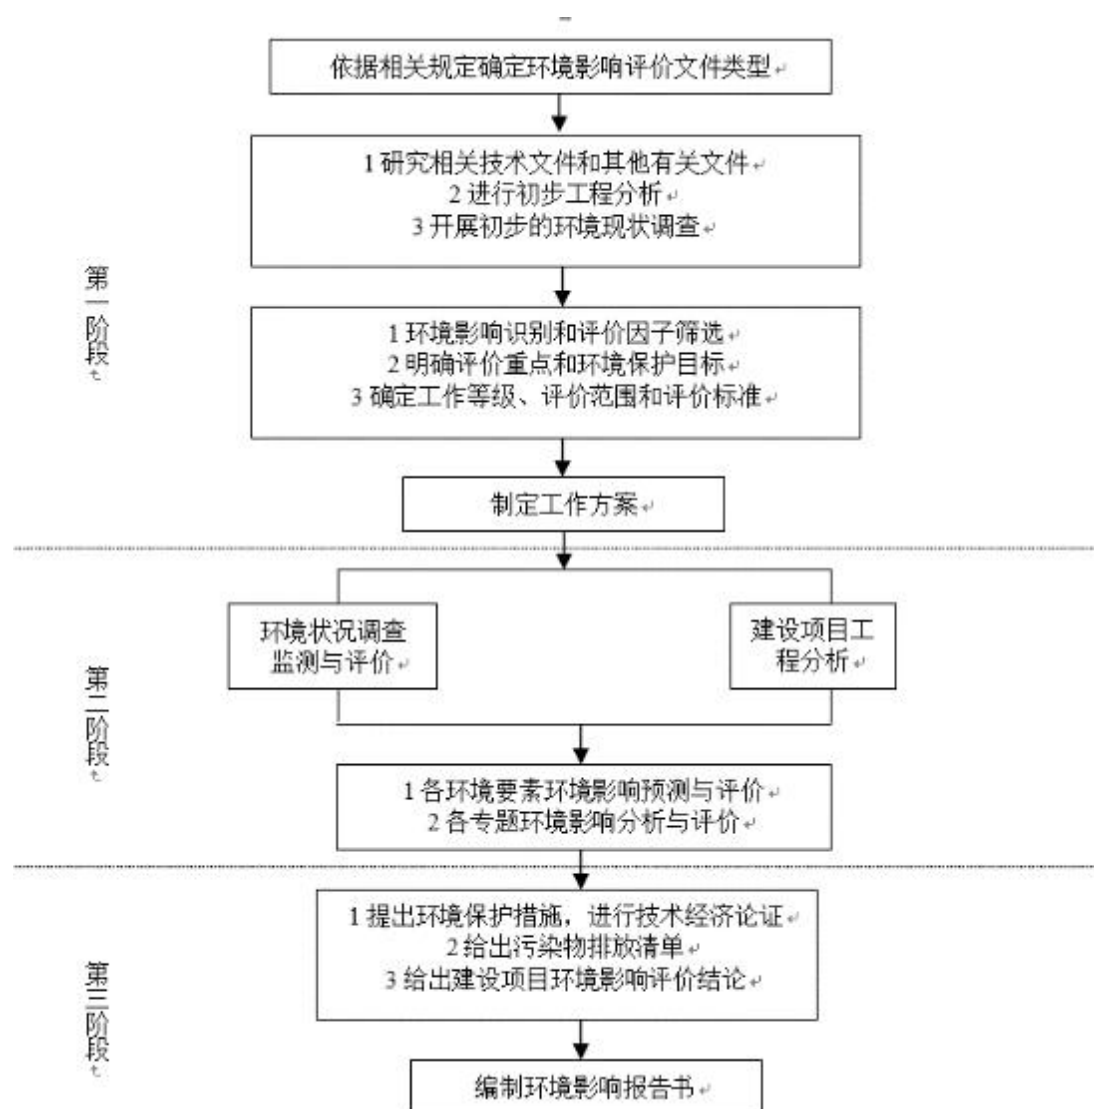 依据相关规定确定环境影响评价文件类型
1 研究相关技术文件和其他有关文件
2 进行初步工程分析
3 开展初步的环境现状调查
第一阶段
1 环境影响识别和评价因子筛选
2 明确评价重点和环境保护目标
3 确定工作等级、评价范围和评价标准
制定工作方案
环境状况调查
监测与评价
建设项目工
程分析
第二阶段
1 各环境要素环境影响预测与评价
2 各专题环境影响分析与评价
1 提出环境保护措施，进行技术经济论证
2 给出污染物排放清单
3 给出建设项目环境影响评价结论
第三阶段
编制环境影响报告书